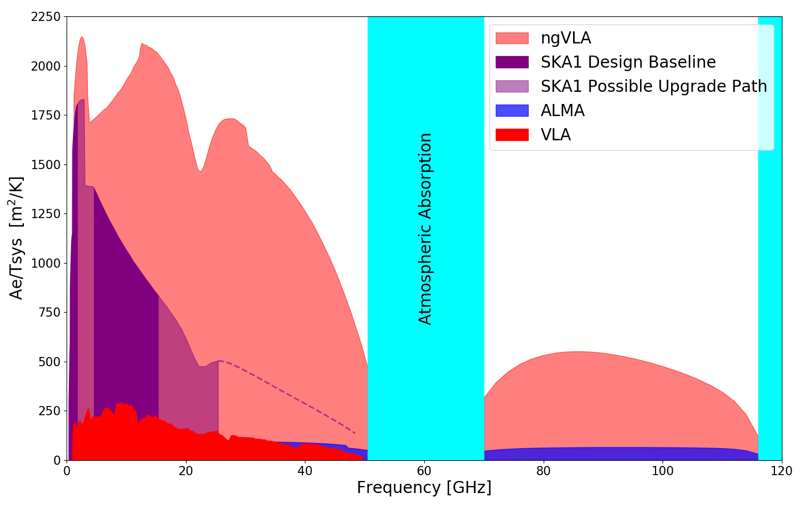 2250
2000
1750
1500
1250
1000
750
500
250
0
Ae/Tsys [m²/K]
ngVLA
SKA1 Design Baseline
SKA1 Possible Upgrade Path
ALMA
VLA
Atmospheric Absorption
0 20 40 60 80 100 120
Frequency [GHz]